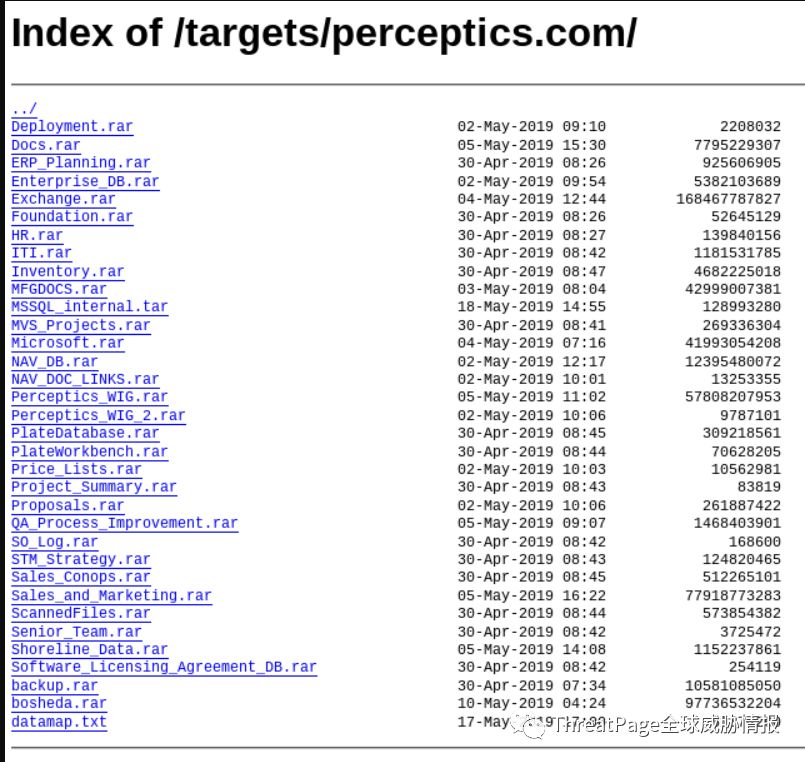 Index of /targets/perceptics.com/
../
Deployment.rar 02-May-2019 09:10 2208032
Docs.rar 05-May-2019 15:30 7795229307
ERP_Planning.rar 30-Apr-2019 08:26 925606905
Enterprise_DB.rar 02-May-2019 09:54 5382103689
Exchange.rar 04-May-2019 12:44 168467787827
Foundation.rar 30-Apr-2019 08:26 52645129
HR.rar 30-Apr-2019 08:27 139840156
ITI.rar 30-Apr-2019 08:42 1181531785
Inventory.rar 30-Apr-2019 08:47 4682225018
MFGDOCS.rar 03-May-2019 08:04 42999007381
MSSQL_internal.tar 18-May-2019 14:55 128993280
MVS_Projects.rar 30-Apr-2019 08:41 269336304
Microsoft.rar 04-May-2019 07:16 41993054208
NAV_DB.rar 02-May-2019 12:17 12395480072
NAV_DOC_LINKS.rar 02-May-2019 10:01 13253355
Perceptics_WIG.rar 05-May-2019 11:02 57808207953
Perceptics_WIG_2.rar 02-May-2019 10:06 9787101
PlateDatabase.rar 30-Apr-2019 08:45 309218561
PlateWorkbench.rar 30-Apr-2019 08:44 70628205
Price_Lists.rar 02-May-2019 10:03 10562981
Project_Summary.rar 30-Apr-2019 08:43 83819
Proposals.rar 02-May-2019 10:06 261887422
QA_Process_Improvement.rar 05-May-2019 09:07 1468403901
SO_Log.rar 30-Apr-2019 08:42 168600
STM_Strategy.rar 30-Apr-2019 08:43 124820465
Sales_Conops.rar 30-Apr-2019 08:45 512265101
Sales_and_Marketing.rar 05-May-2019 16:22 77918773283
ScannedFiles.rar 30-Apr-2019 08:44 573854382
Senior_Team.rar 30-Apr-2019 08:42 3725472
Shoreline_Data.rar 05-May-2019 14:08 1152237861
Software_Licensing_Agreement_DB.rar 30-Apr-2019 08:42 254119
backup.rar 30-Apr-2019 07:34 10581085050
bosheda.rar 10-May-2019 04:24 97736532204
datamap.txt
ThreatPage全球威胁情报